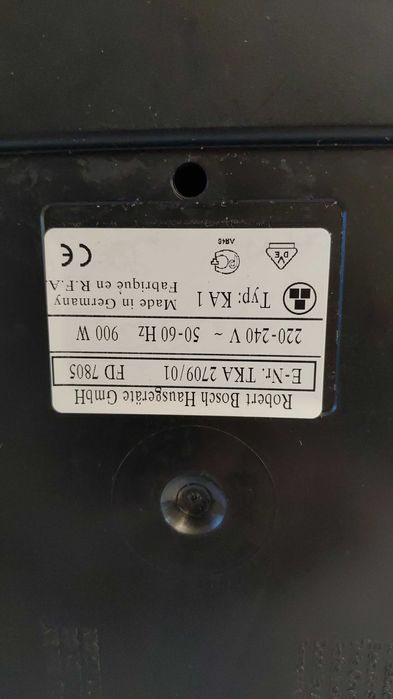 Robert Bosch Hausgeräte GmbH
E-Nr. TKA 2709/01 FD 7805
220-240 V ~ 50-60 Hz 900 W
Typ: KA 1
Made in Germany
Fabriqué en R.F.A.
DVE
CE